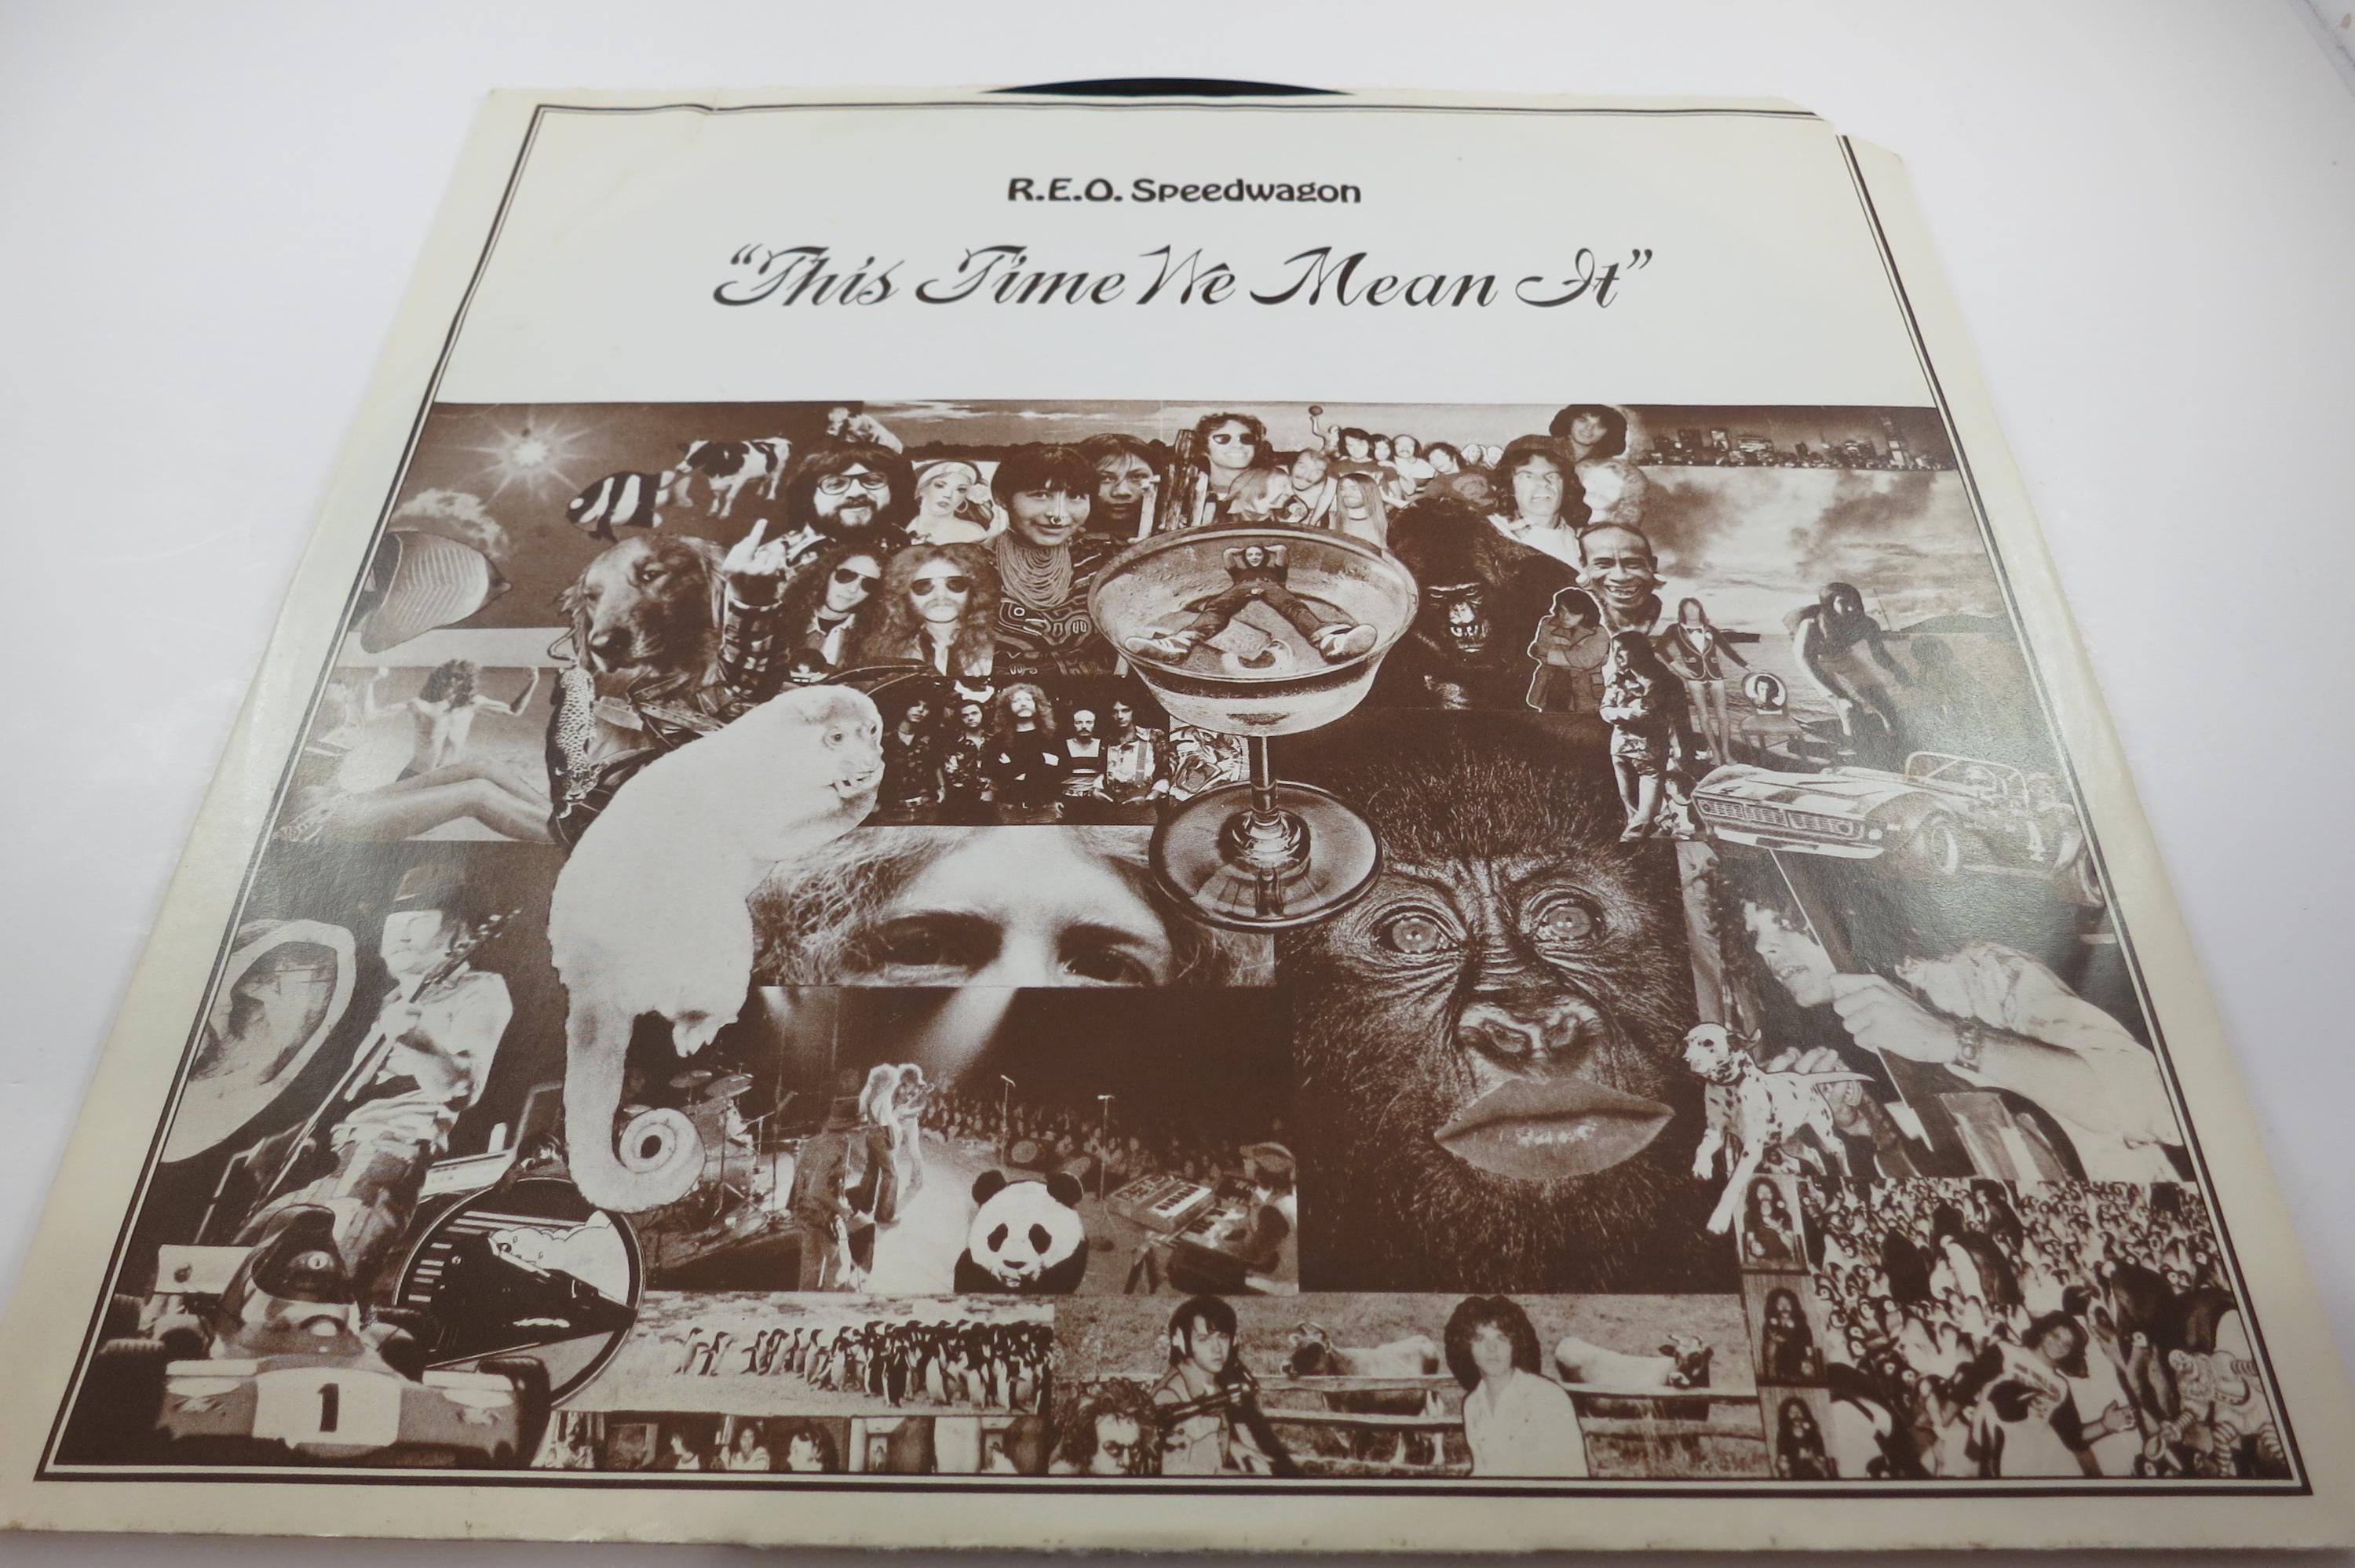 R.E.O. Speedwagon
“This Time We Mean It”
1